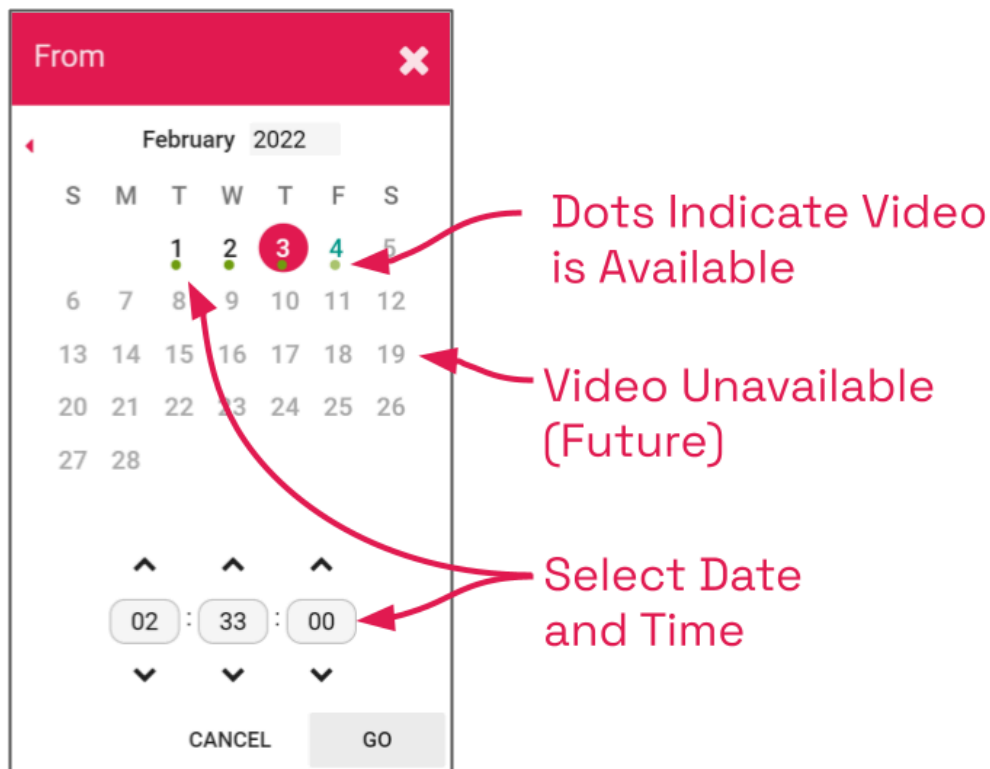 From
February 2022
S M T W T F S
1 2 3 4 5
6 7 8 9 10 11 12
13 14 15 16 17 18 19
20 21 22 23 24 25 26
27 28
02 : 33 : 00
CANCEL GO
Dots Indicate Video
is Available
Video Unavailable
(Future)
Select Date
and Time